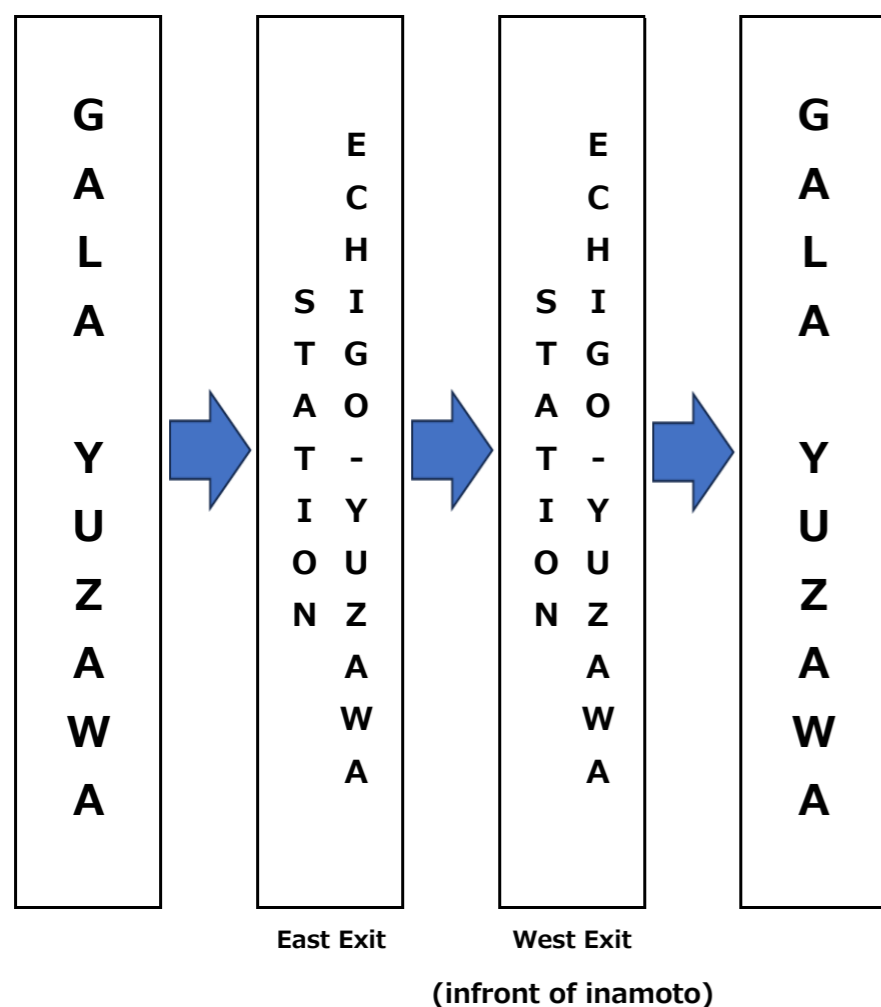 GALA YUZAWA
ECHIGO-YUZAWA
STATION
ECHIGO-YUZAWA
STATION
GALA YUZAWA
East Exit
West Exit
(infront of inamoto)